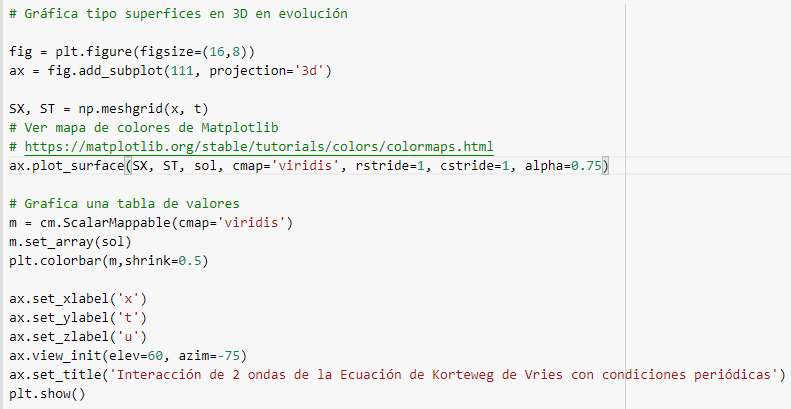 # Gráfica tipo superfices en 3D en evolución
fig = plt.figure(figsize=(16,8))
ax = fig.add_subplot(111, projection='3d')
SX, ST = np.meshgrid(x, t)
# Ver mapa de colores de Matplotlib
# https://matplotlib.org/stable/tutorials/colors/colormaps.html
ax.plot_surface(SX, ST, sol, cmap='viridis', rstride=1, cstride=1, alpha=0.75)
# Grafica una tabla de valores
m = cm.ScalarMappable(cmap='viridis')
m.set_array(sol)
plt.colorbar(m,shrink=0.5)
ax.set_xlabel('x')
ax.set_ylabel('t')
ax.set_zlabel('u')
ax.view_init(elev=60, azim=-75)
ax.set_title('Interacción de 2 ondas de la Ecuación de Korteweg de Vries con condiciones periódicas')
plt.show()